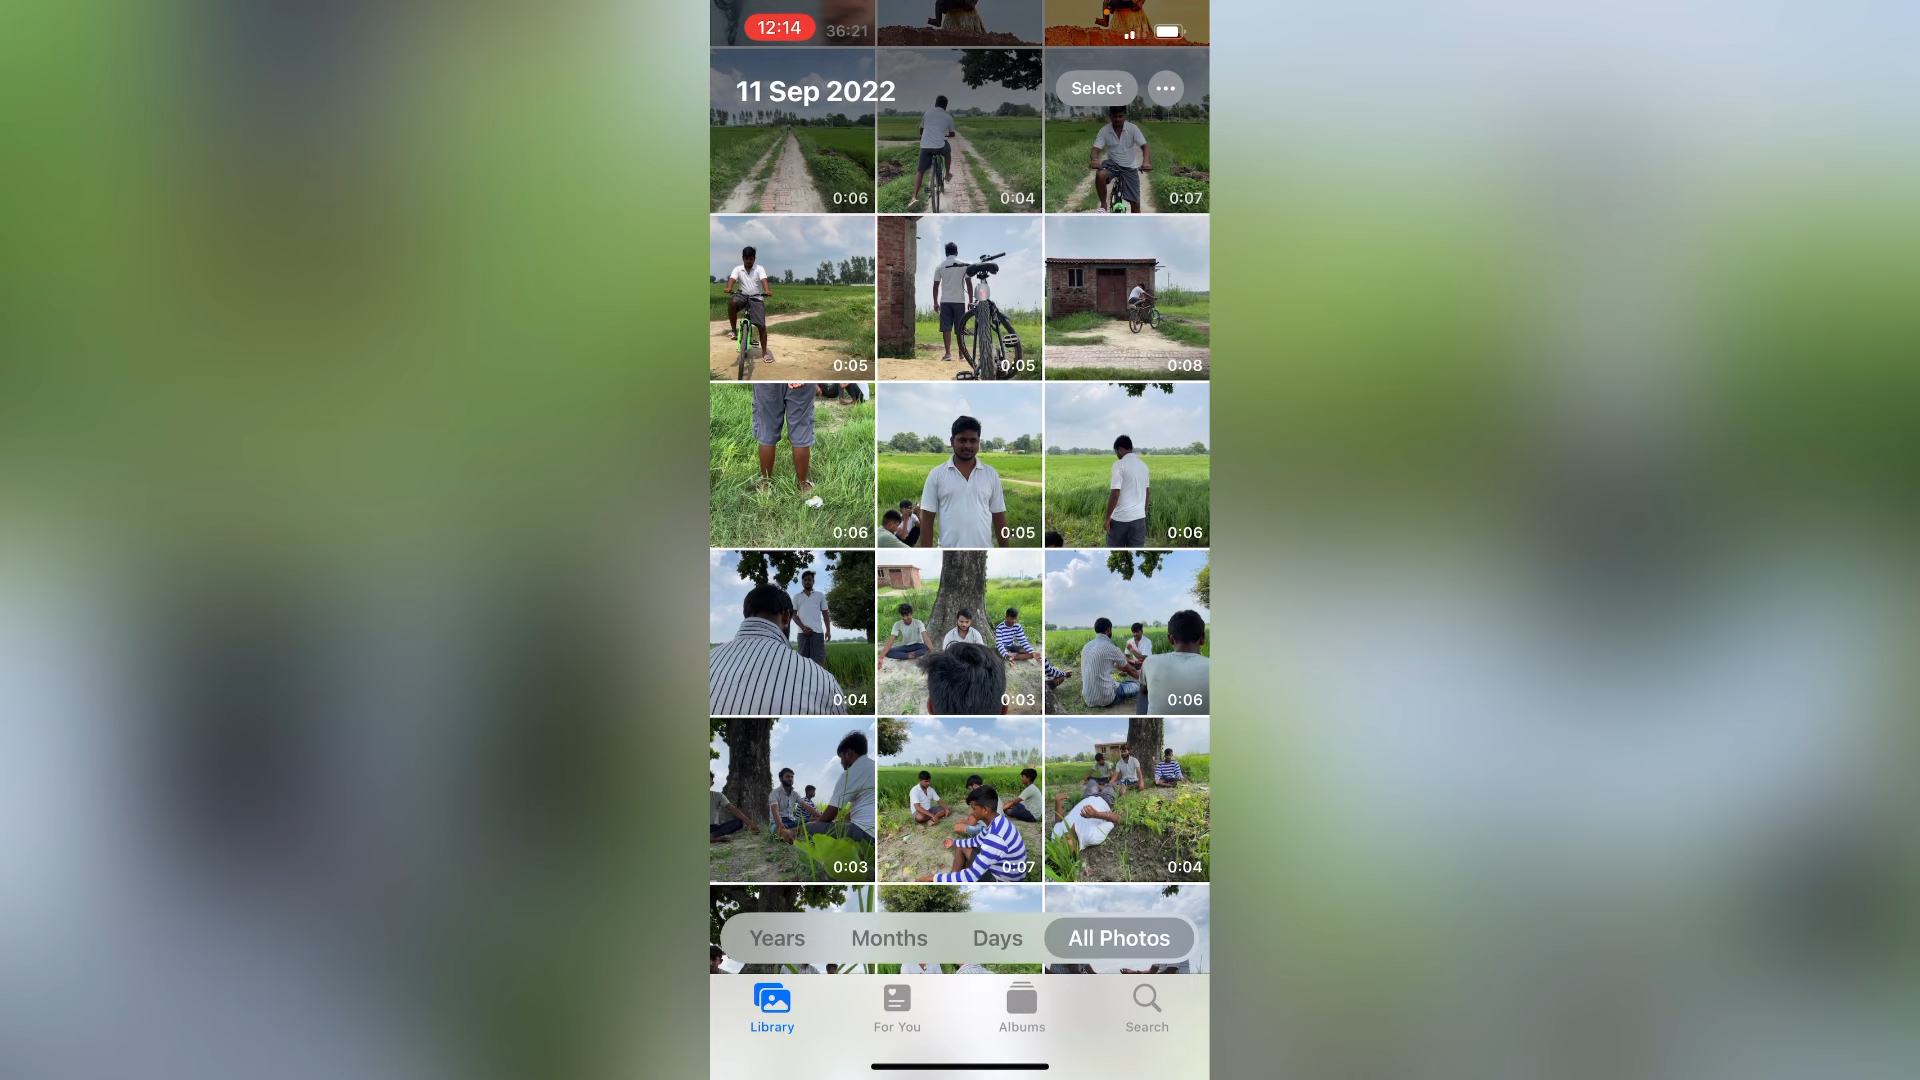 12:14
36:21
11 Sep 2022
Select
0:06
0:04
0:07
0:05
0:05
0:08
0:06
0:05
0:06
0:04
0:03
0:06
0:03
0:07
0:04
Years
Months
Days
All Photos
Library
For You
Albums
Search